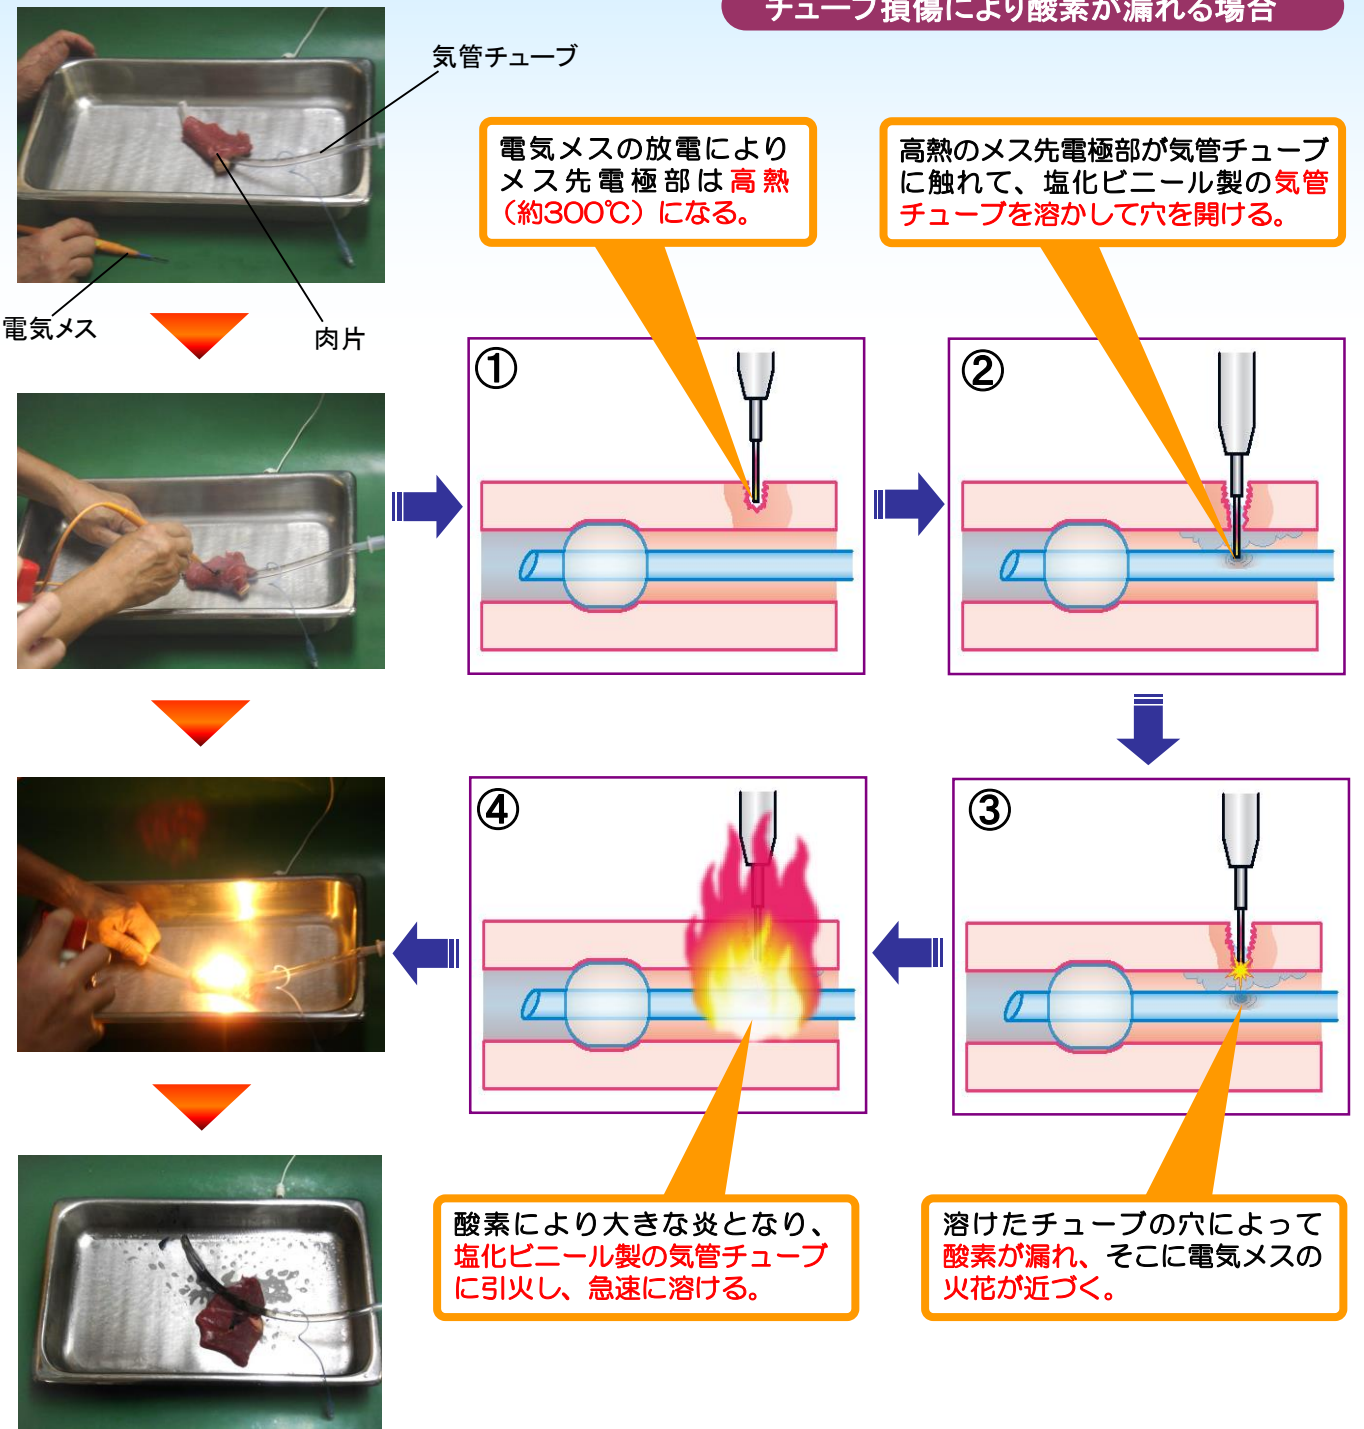 チューブ損傷により酸素が漏れる場合
気管チューブ
電気メス
肉片
電気メスの放電により
メス先電極部は高熱
（約300℃）になる。
高熱のメス先電極部が気管チューブ
に触れて、塩化ビニール製の気管
チューブを溶かして穴を開ける。
①
②
③
④
溶けたチューブの穴によって
酸素が漏れ、そこに電気メスの
火花が近づく。
酸素により大きな炎となり、
塩化ビニール製の気管チューブ
に引火し、急速に溶ける。